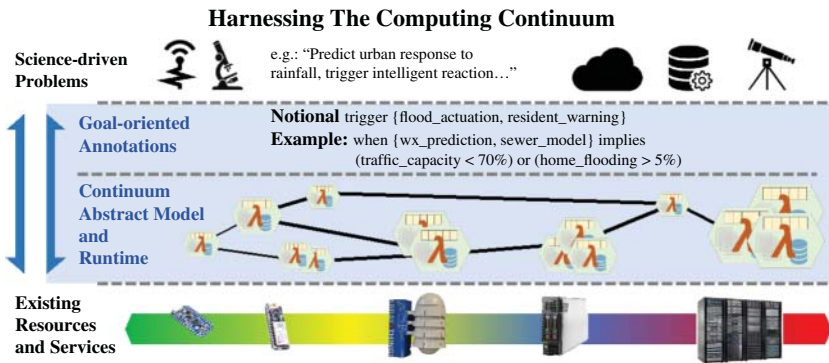 Harnessing The Computing Continuum
Science-driven
Problems
e.g.: “Predict urban response to
rainfall, trigger intelligent reaction…”
Goal-oriented
Annotations
Notional trigger {flood_actuation, resident_warning}
Example: when {wx_prediction, sewer_model} implies
(traffic_capacity < 70%) or (home_flooding > 5%)
Continuum
Abstract Model
and
Runtime
λ
λ
λ
λ
λ
λ
λ
λ
λ
λ
λ
λ
λ
λ
Existing
Resources
and Services